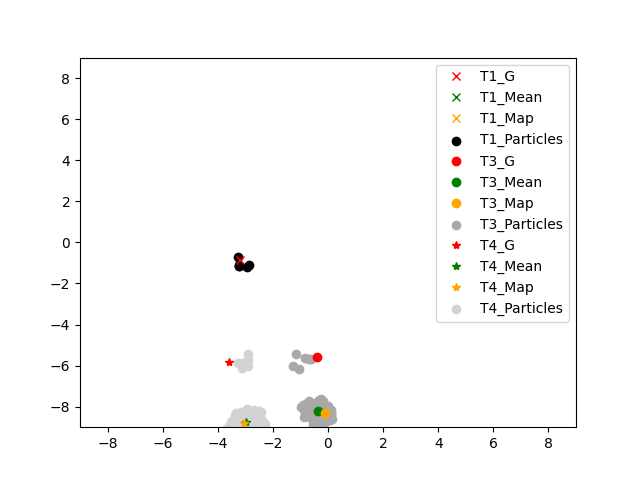 8
6
4
2
0
−2
−4
−6
−8
−8 −6 −4 −2 0 2 4 6 8
T1_G
T1_Mean
T1_Map
T1_Particles
T3_G
T3_Mean
T3_Map
T3_Particles
T4_G
T4_Mean
T4_Map
T4_Particles